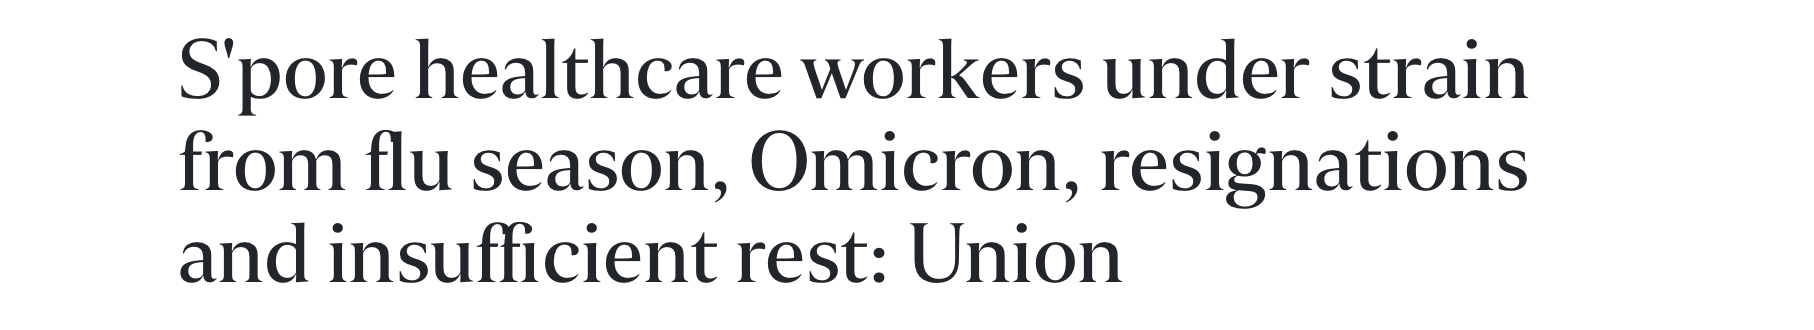 S'pore healthcare workers under strain
from flu season, Omicron, resignations
and insufficient rest: Union